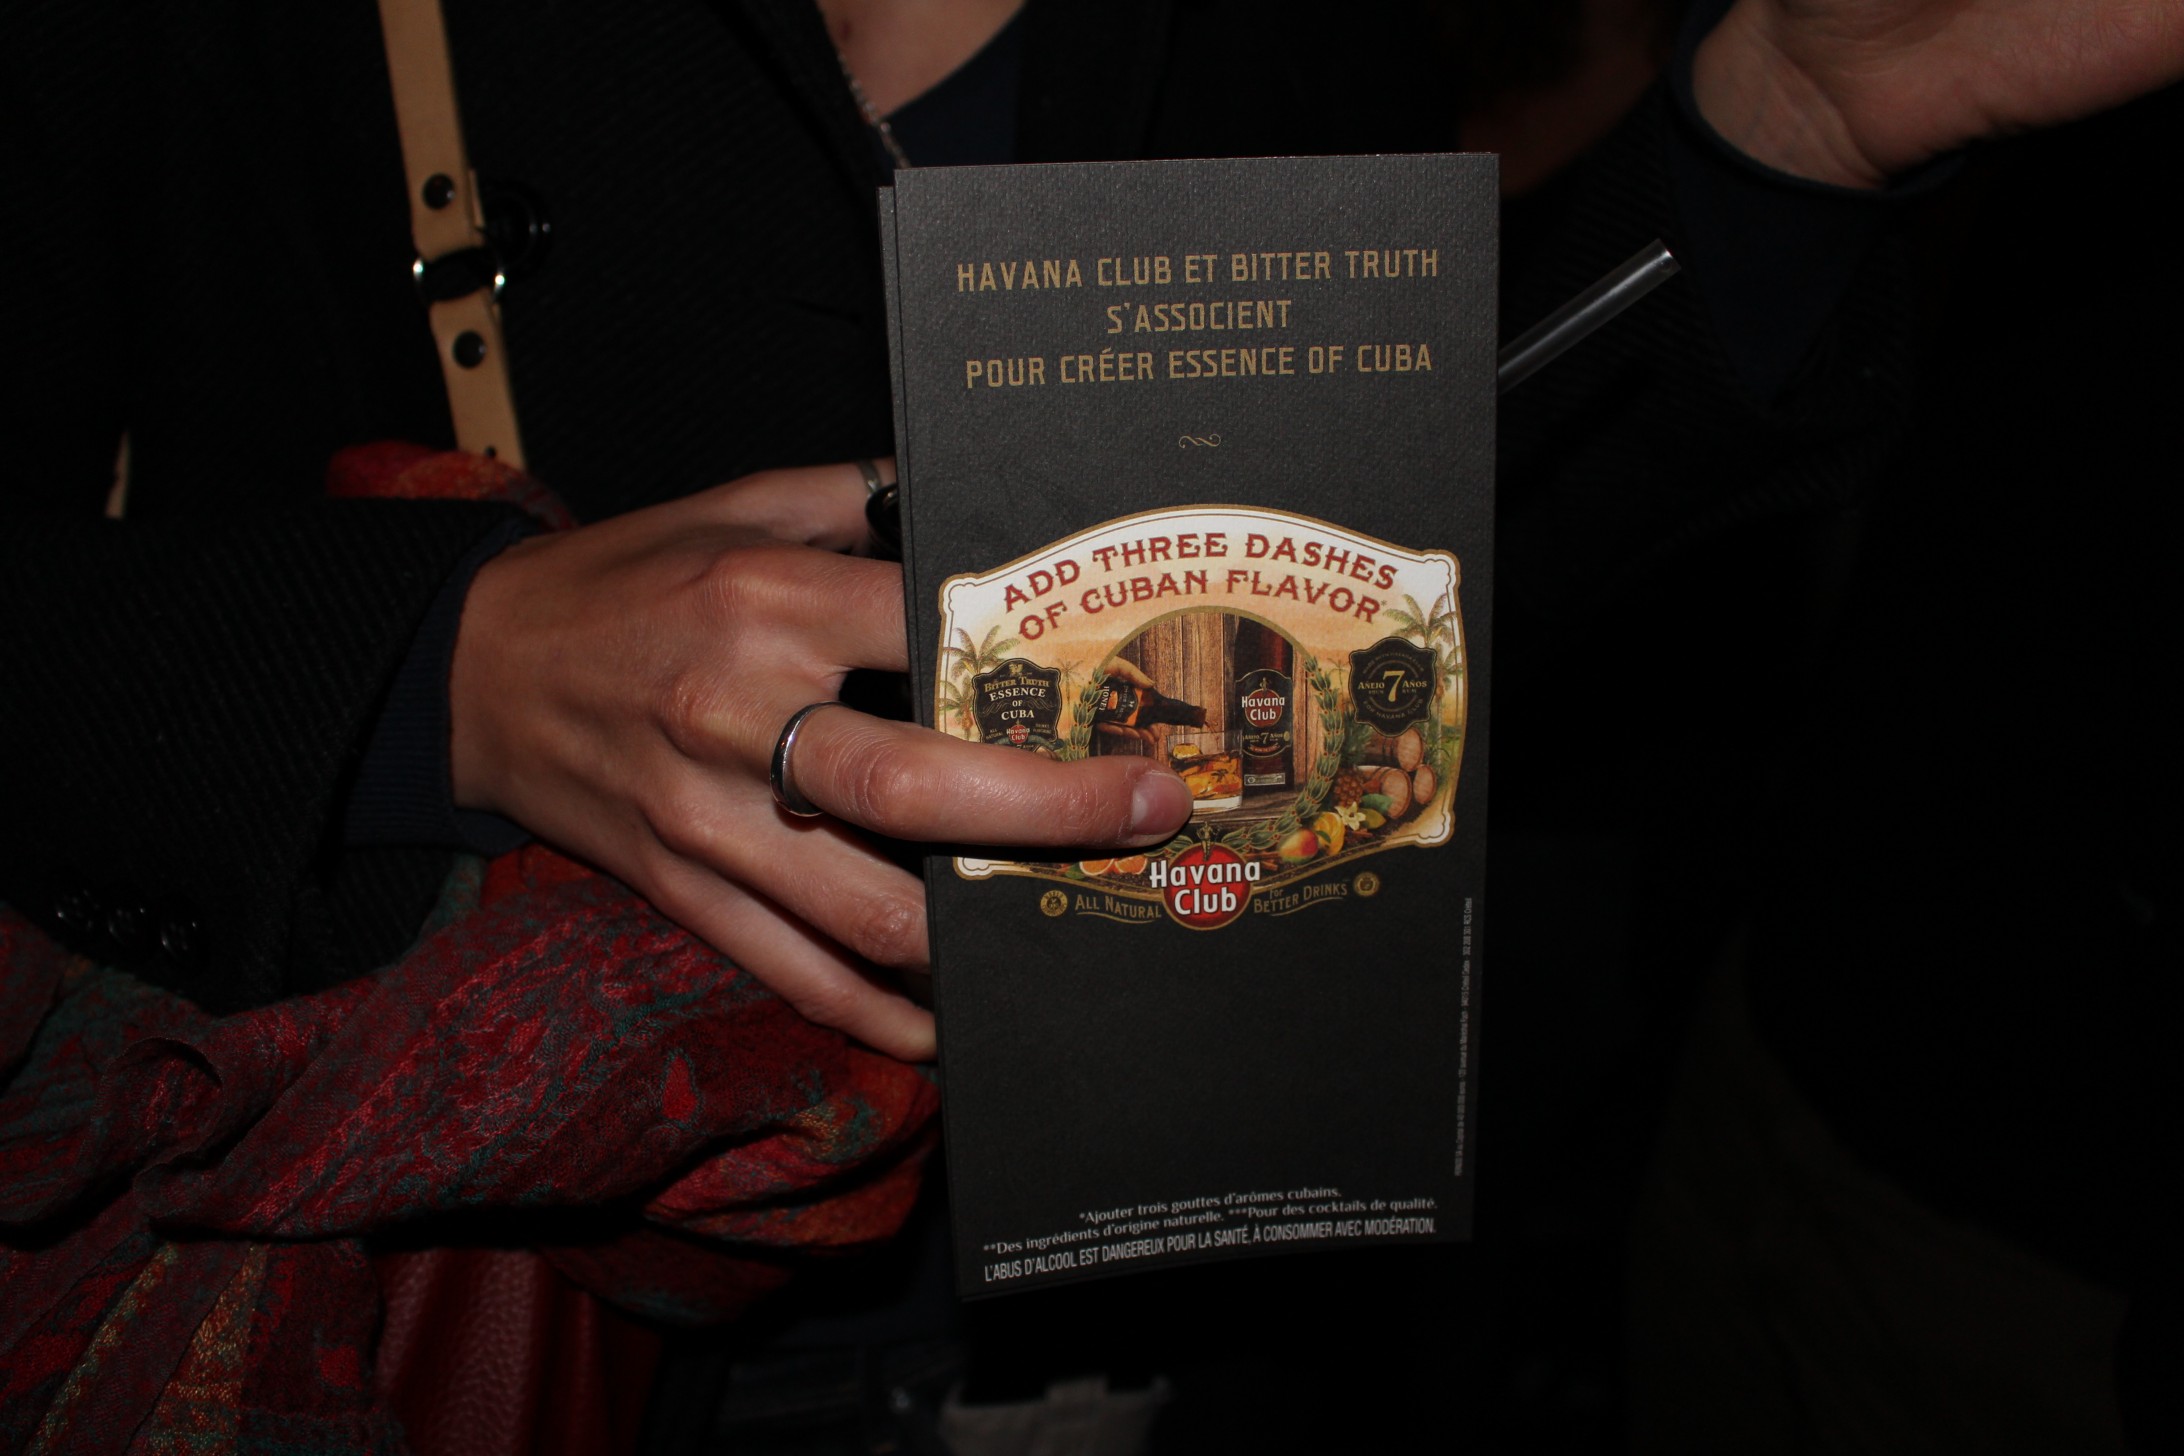 HAVANA CLUB ET BITTER TRUTH
S'ASSOCIENT
POUR CRÉER ESSENCE OF CUBA
ADD THREE DASHES
OF CUBAN FLAVOR*
BITTER TRUTH
ESSENCE
OF
CUBA
Havana
Club
Havana
Club
Añejo 7 Años
AÑEJO 7 AÑOS
Havana
Club
ALL NATURAL
for
BETTER DRINKS
*Ajouter trois gouttes d'arômes cubains.
**Des ingrédients d'origine naturelle. ***Pour des cocktails de qualité.
L'ABUS D'ALCOOL EST DANGEREUX POUR LA SANTÉ, À CONSOMMER AVEC MODÉRATION.